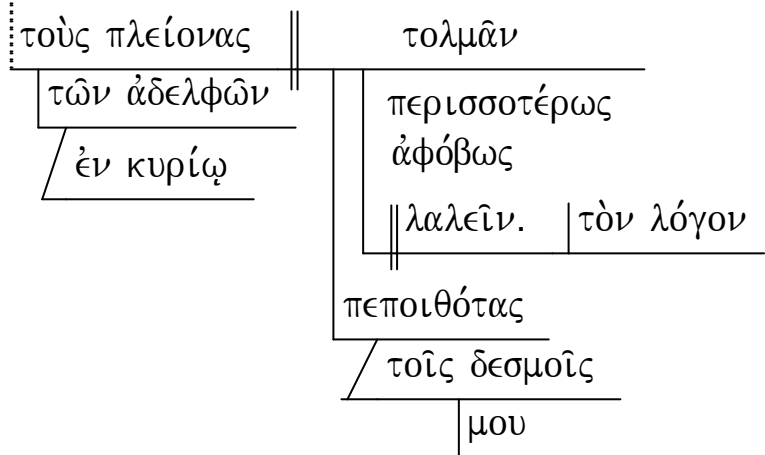 τοὺς πλείονας τολμᾶν
τῶν ἀδελφῶν
περισσοτέρως
ἀφόβως
ἐν κυρίῳ
λαλεῖν. τὸν λόγον
πεποιθότας
τοῖς δεσμοῖς
μου